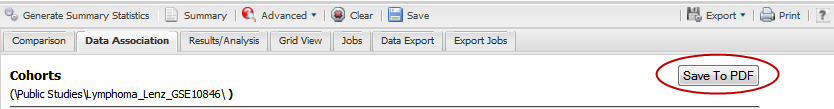 Generate Summary Statistics Summary Advanced Clear Save Export Print ?
Comparison Data Association Results/Analysis Grid View Jobs Data Export Export Jobs
Cohorts Save To PDF
(\Public Studies\Lymphoma_Lenz_GSE10846\ )